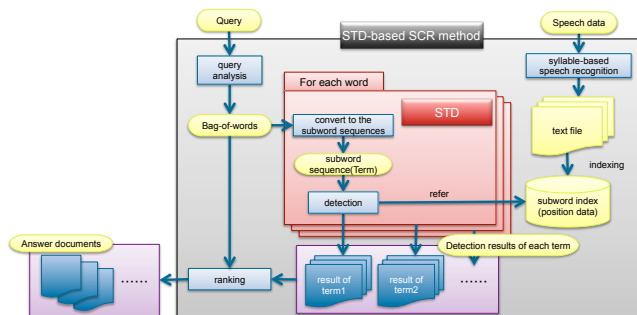 Query
STD-based SCR method
Speech data
query
analysis
syllable-based
speech recognition
For each word
STD
Bag-of-words
convert to the
subword sequences
text file
subword
sequence(Term)
indexing
detection
refer
subword index
(position data)
Answer documents
Detection results of each term
......
ranking
result of
term1
result of
term2
......